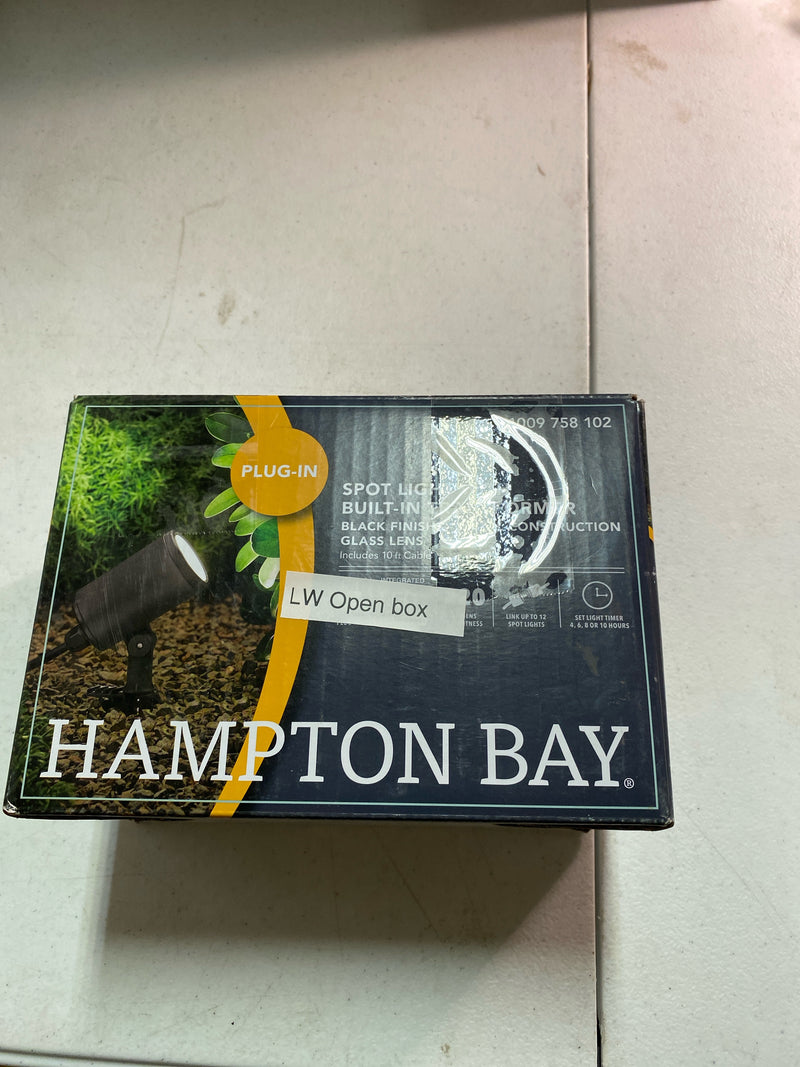 009 758 102
PLUG-IN
SPOT LIG
BUILT-IN ORMER
BLACK FINISH CONSTRUCTION
GLASS LENS
Includes 10 ft Cable
INTEGRATED
LW Open box
LINK UP TO 12
SPOT LIGHTS
SET LIGHT TIMER
4, 6, 8 OR 10 HOURS
HAMPTON BAY®